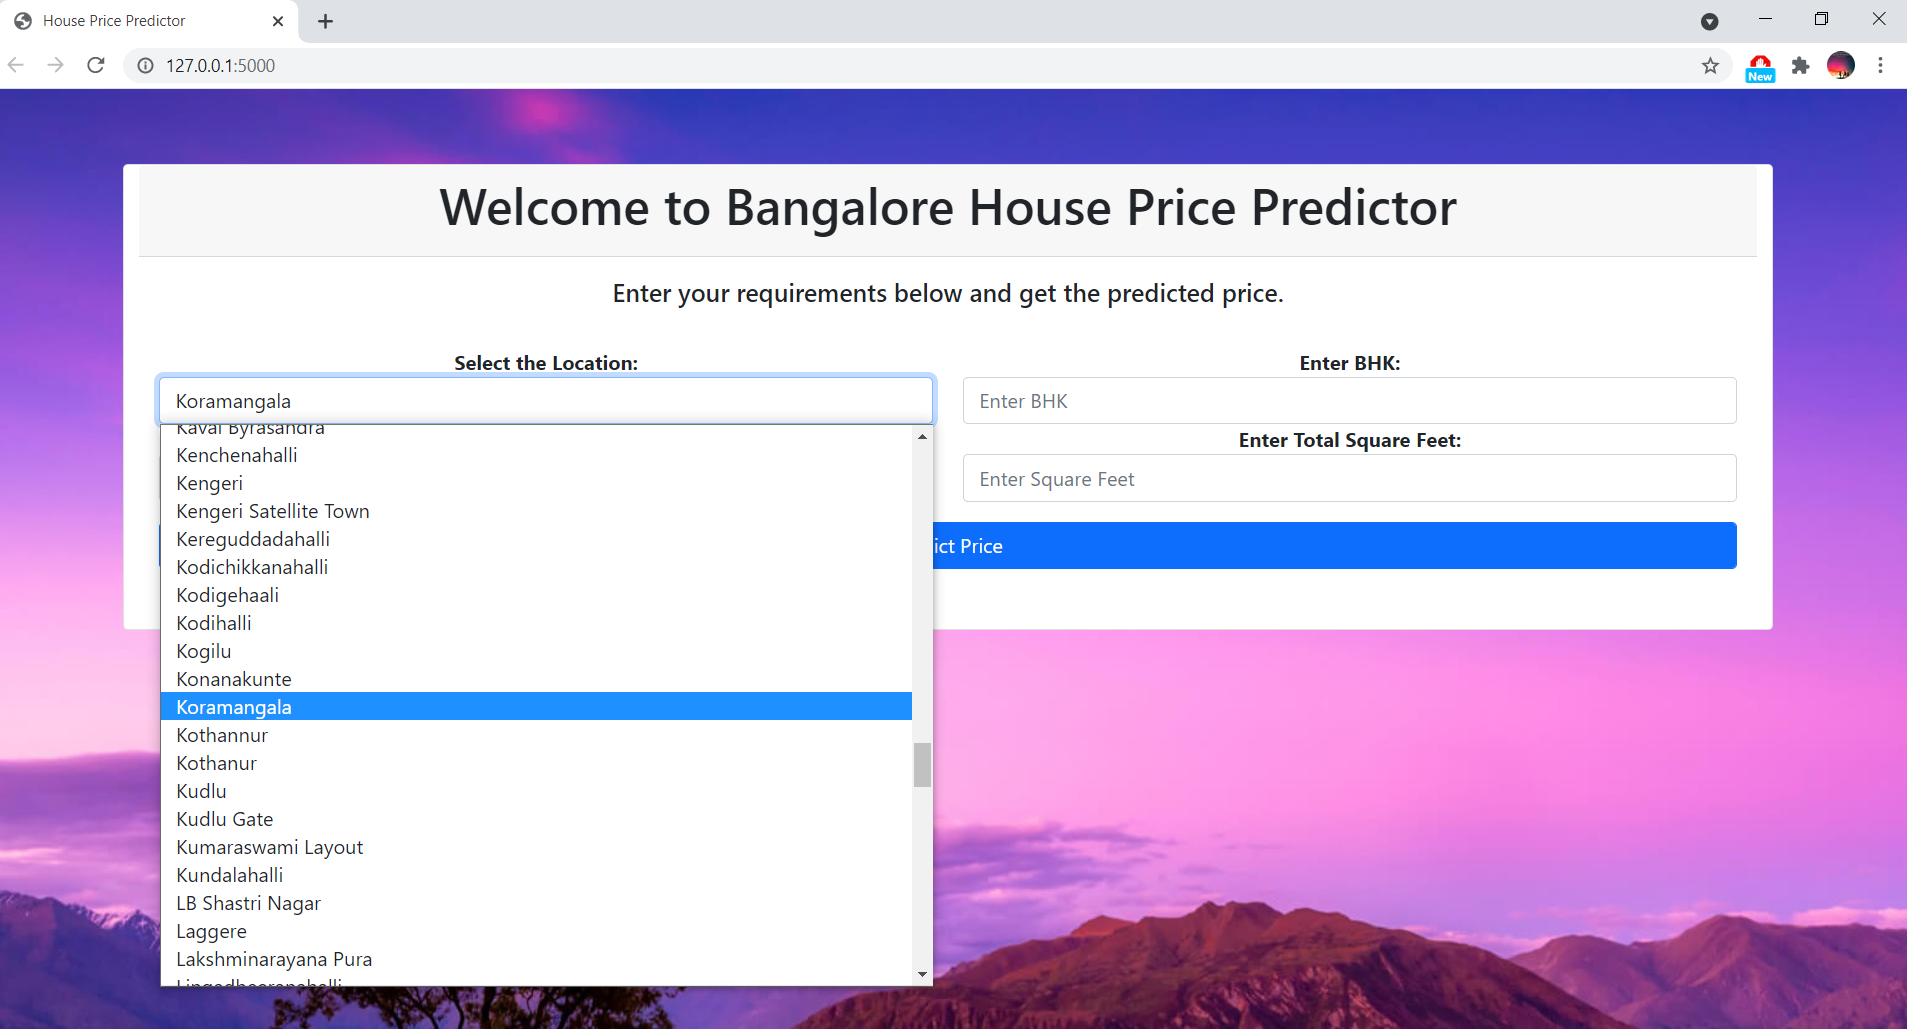 House Price Predictor
127.0.0.1:5000
New
Welcome to Bangalore House Price Predictor
Enter your requirements below and get the predicted price.
Select the Location:
Enter BHK:
Koramangala
Enter BHK
Kaval Byrasandra
Enter Total Square Feet:
Kenchenahalli
Enter Square Feet
Kengeri
Kengeri Satellite Town
Kereguddadahalli
ict Price
Kodichikkanahalli
Kodigehaali
Kodihalli
Kogilu
Konanakunte
Koramangala
Kothannur
Kothanur
Kudlu
Kudlu Gate
Kumaraswami Layout
Kundalahalli
LB Shastri Nagar
Laggere
Lakshminarayana Pura